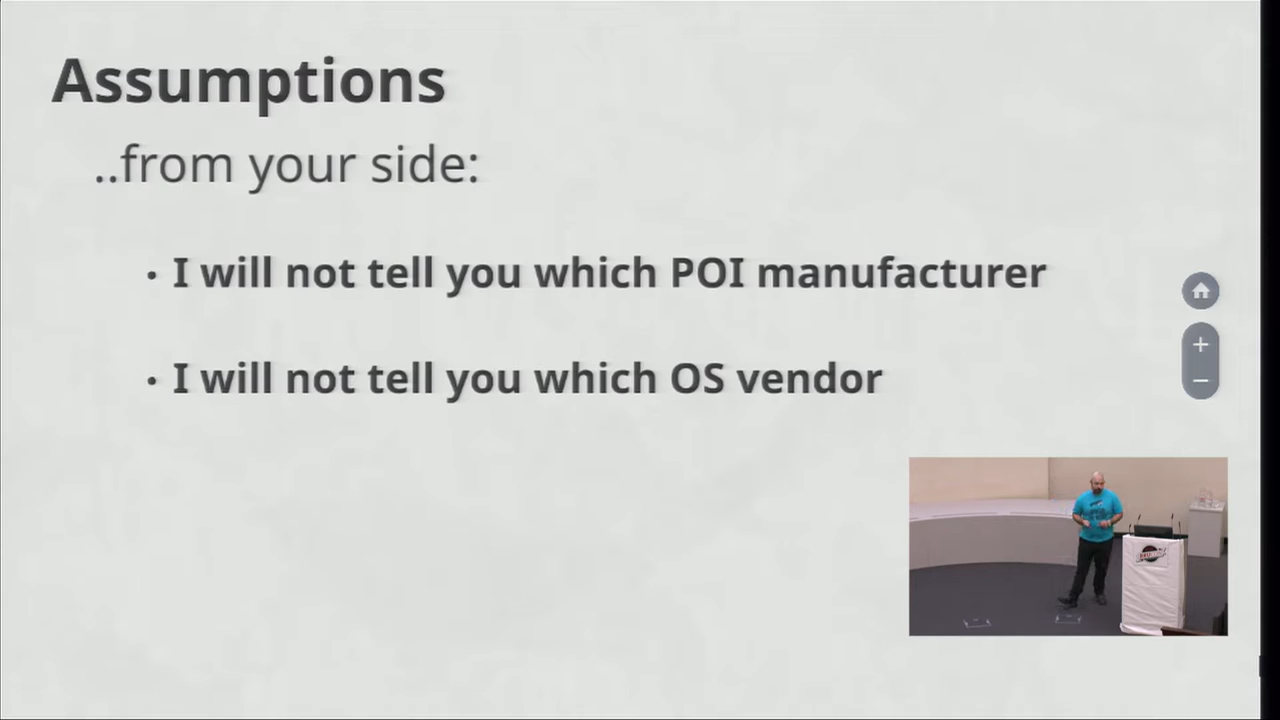 Assumptions
..from your side:
• I will not tell you which POI manufacturer
• I will not tell you which OS vendor